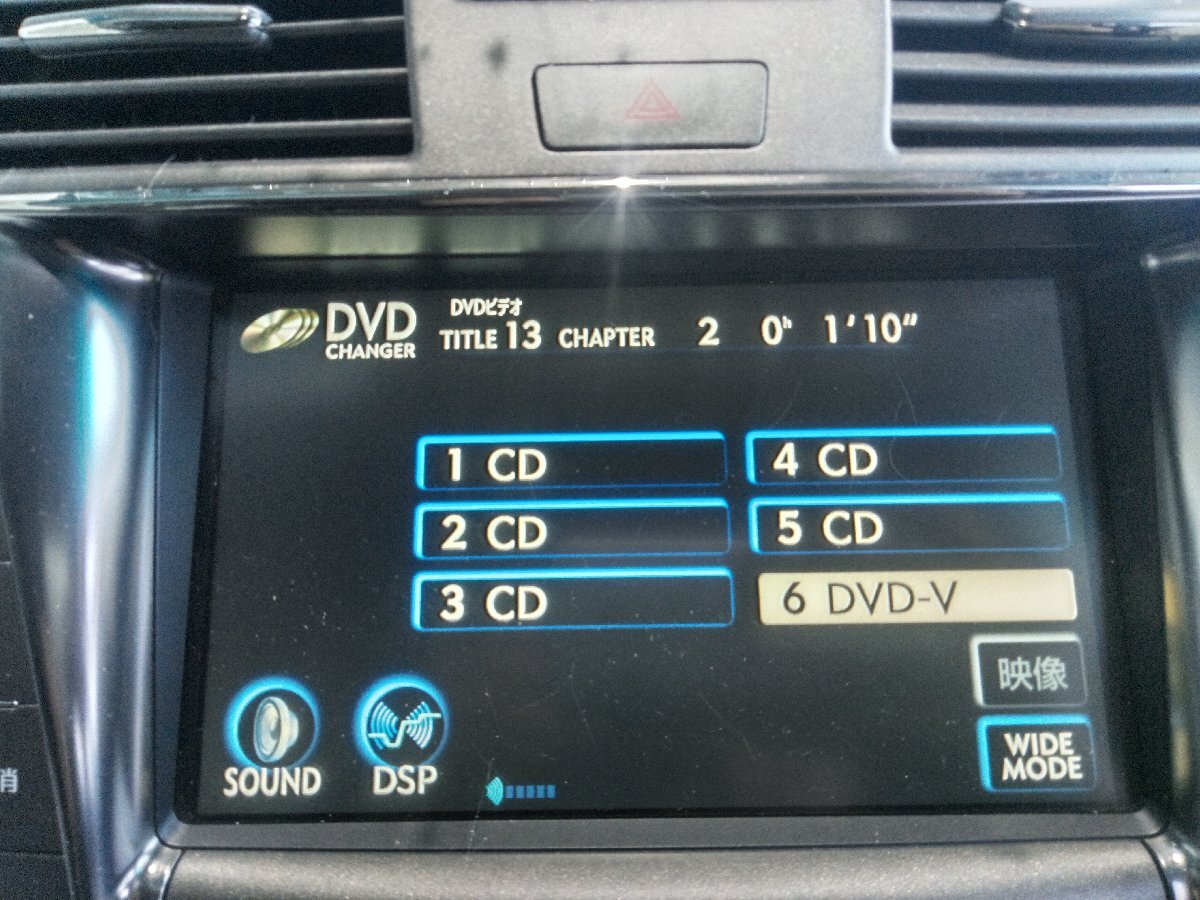 DVD CHANGER
DVDビデオ
TITLE 13 CHAPTER 2 0h 1' 10"
1 CD
2 CD
3 CD
4 CD
5 CD
6 DVD-V
映像
WIDE
MODE
SOUND
DSP
消